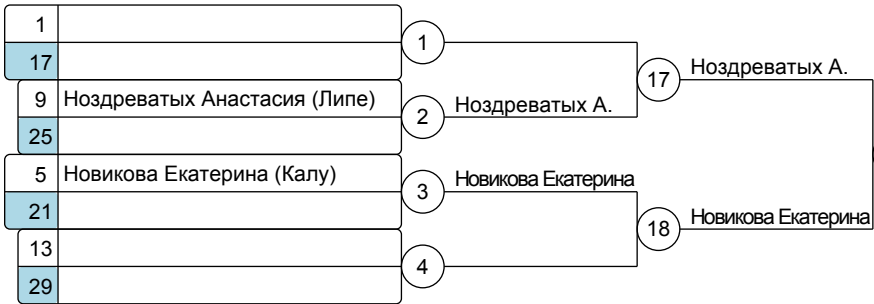 1
17
9 Ноздреватых Анастасия (Липе)
25
5 Новикова Екатерина (Калу)
21
13
29
1
2
3
4
Ноздреватых А.
Новикова Екатерина
17
18
Ноздреватых А.
Новикова Екатерина